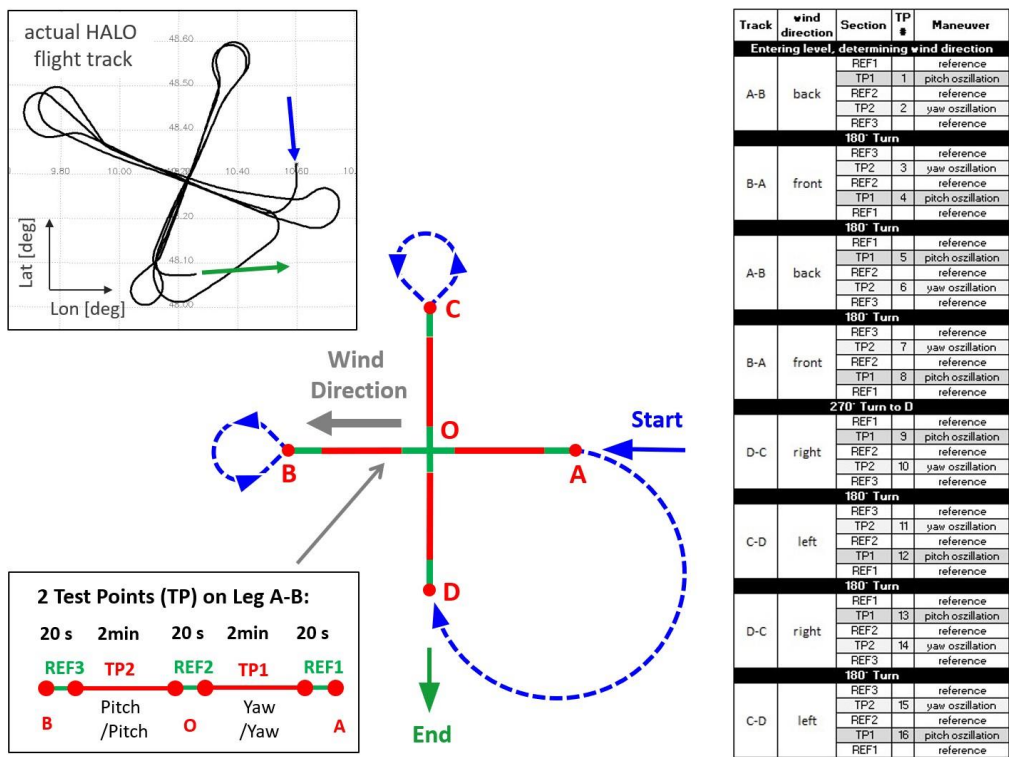 actual HALO
flight track
48.60
48.50
48.40
9.80
10.00
10.40
10.60
10.
48.20
48.10
48.00
Lat [deg]
Lon [deg]
C
Wind
Direction
O
Start
B
A
D
End
2 Test Points (TP) on Leg A-B:
20 s 2min 20 s 2min 20 s
REF3 TP2 REF2 TP1 REF1
B Pitch /Pitch O Yaw /Yaw A
Track wind direction Section TP # Maneuver
Entering level, determining wind direction
A-B back
REF1 reference
TP1 1 pitch oszillation
REF2 reference
TP2 2 yaw oszillation
REF3 reference
180° Turn
B-A front
REF3 reference
TP2 3 yaw oszillation
REF2 reference
TP1 4 pitch oszillation
REF1 reference
180° Turn
A-B back
REF1 reference
TP1 5 pitch oszillation
REF2 reference
TP2 6 yaw oszillation
REF3 reference
180° Turn
B-A front
REF3 reference
TP2 7 yaw oszillation
REF2 reference
TP1 8 pitch oszillation
REF1 reference
270° Turn to D
D-C right
REF1 reference
TP1 9 pitch oszillation
REF2 reference
TP2 10 yaw oszillation
REF3 reference
180° Turn
C-D left
REF3 reference
TP2 11 yaw oszillation
REF2 reference
TP1 12 pitch oszillation
REF1 reference
180° Turn
D-C right
REF1 reference
TP1 13 pitch oszillation
REF2 reference
TP2 14 yaw oszillation
REF3 reference
180° Turn
C-D left
REF3 reference
TP2 15 yaw oszillation
REF2 reference
TP1 16 pitch oszillation
REF1 reference